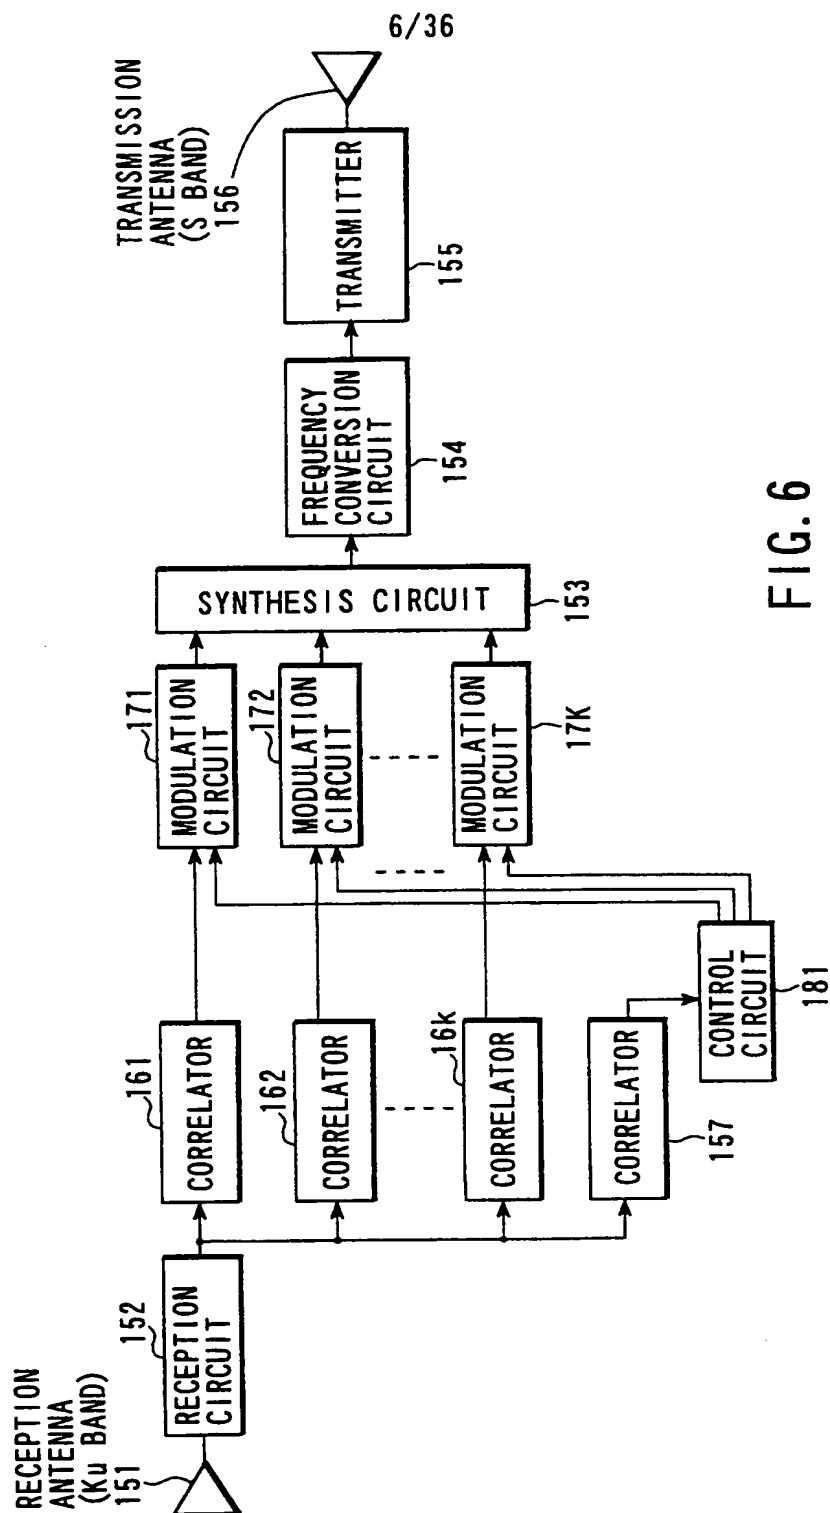 6/36
RECEPTION
ANTENNA
(Ku BAND)
151
152
RECEPTION
CIRCUIT
161
CORRELATOR
162
CORRELATOR
16k
CORRELATOR
CORRELATOR
157
CONTROL
CIRCUIT
181
171
MODULATION
CIRCUIT
172
MODULATION
CIRCUIT
MODULATION
CIRCUIT
17K
SYNTHESIS CIRCUIT
153
FREQUENCY
CONVERSION
CIRCUIT
154
TRANSMITTER
155
TRANSMISSION
ANTENNA
(S BAND)
156
FIG. 6